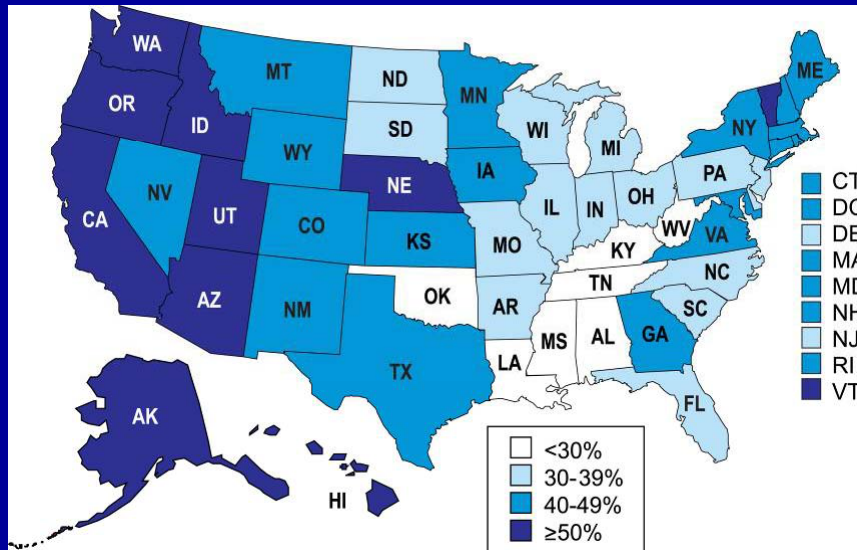 WA
OR
ID
MT
ND
MN
SD
WY
NE
IA
WI
MI
NY
ME
CA
NV
UT
CO
KS
MO
IL
IN
OH
PA
WV
VA
KY
AZ
NM
OK
AR
TN
NC
SC
TX
LA
MS
AL
GA
FL
AK
HI
CT
DC
DE
MA
MD
NH
NJ
RI
VT
<30%
30-39%
40-49%
≥50%